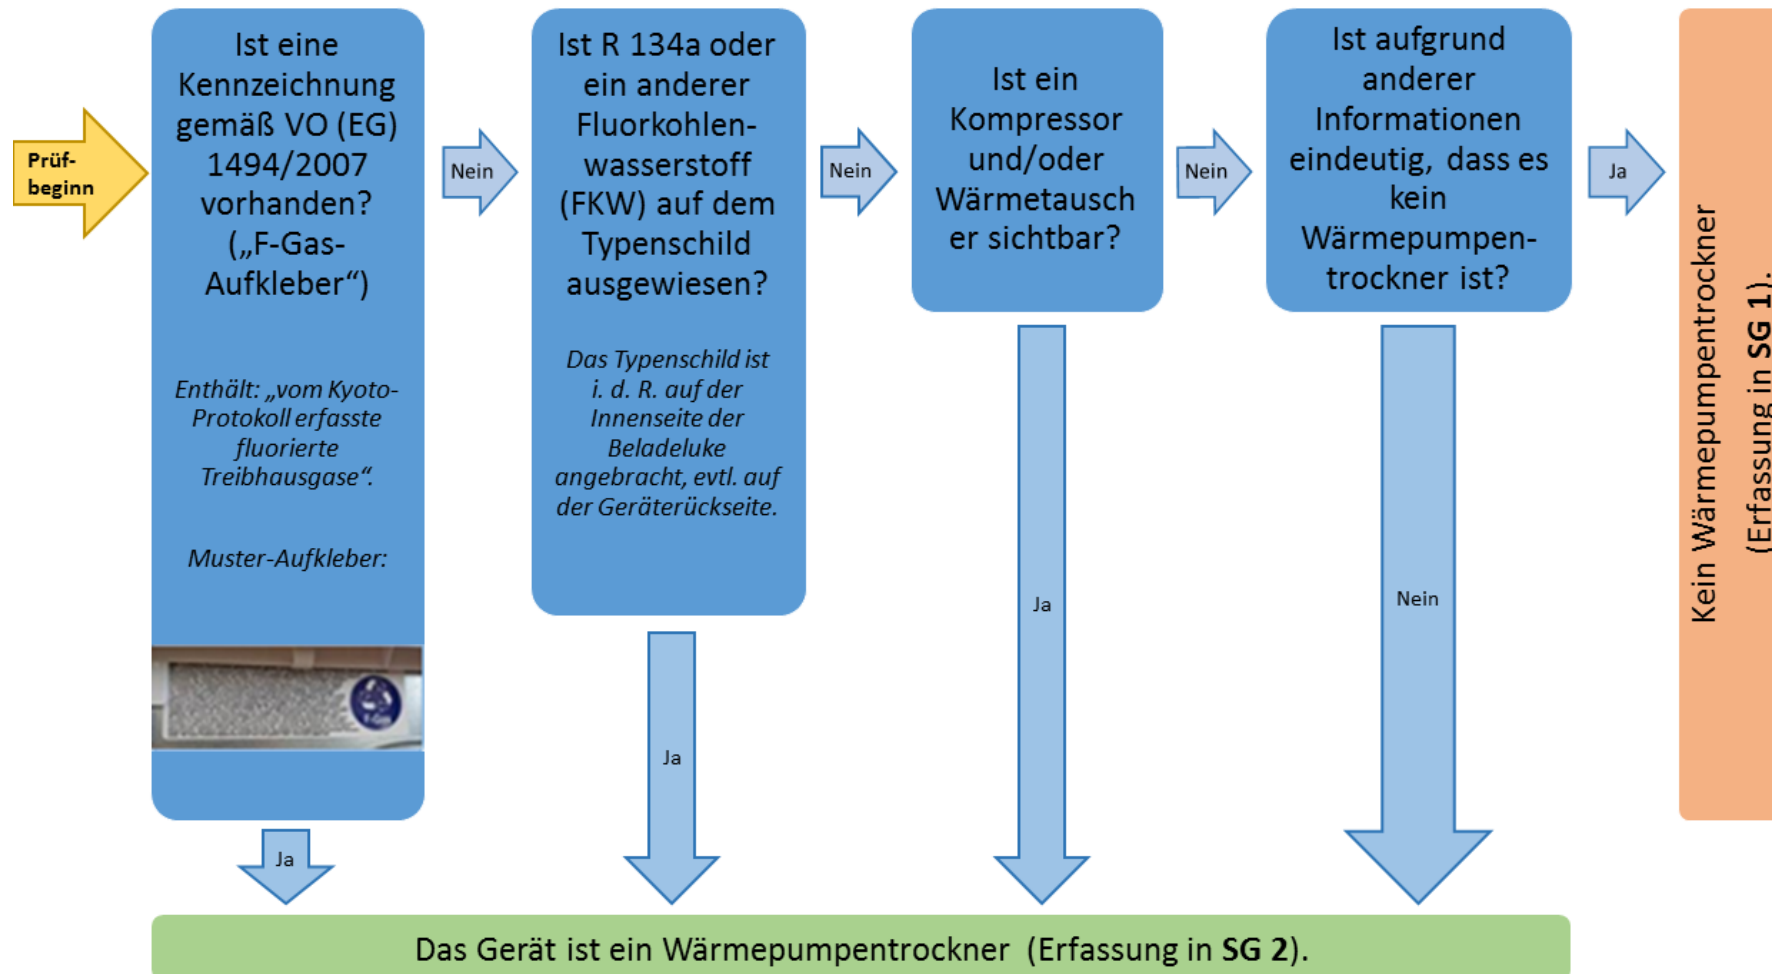 Prüf-
beginn
Ist eine
Kennzeichnung
gemäß VO (EG)
1494/2007
vorhanden?
(„F-Gas-
Aufkleber“)
Enthält: „vom Kyoto-
Protokoll erfasste
fluorierte
Treibhausgase“.
Muster-Aufkleber:
F-Gas
Ja
Nein
Ist R 134a oder
ein anderer
Fluorkohlen-
wasserstoff
(FKW) auf dem
Typenschild
ausgewiesen?
Das Typenschild ist
i. d. R. auf der
Innenseite der
Beladeluke
angebracht, evtl. auf
der Geräterückseite.
Ja
Nein
Ist ein
Kompressor
und/oder
Wärmetausch
er sichtbar?
Ja
Nein
Ist aufgrund
anderer
Informationen
eindeutig, dass es
kein
Wärmepumpen-
trockner ist?
Nein
Ja
Kein Wärmepumpentrockner
(Erfassung in SG 1).
Das Gerät ist ein Wärmepumpentrockner (Erfassung in SG 2).